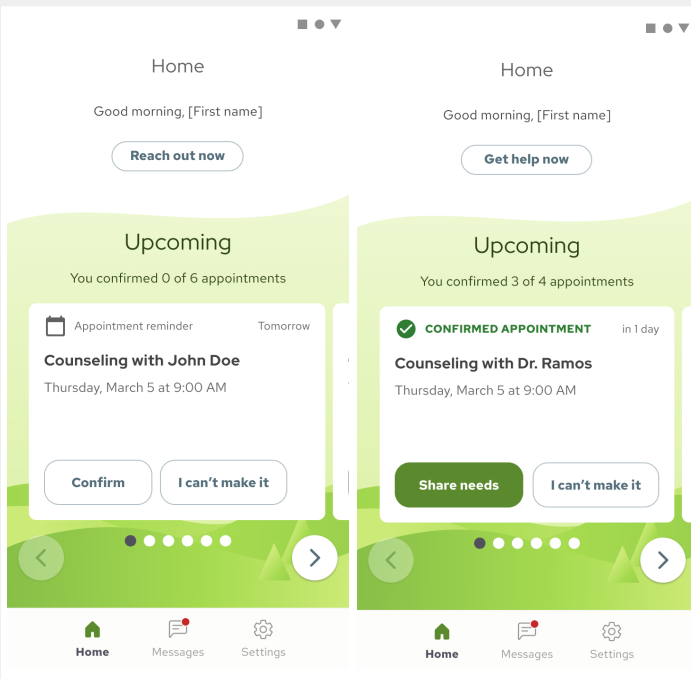 Home
Good morning, [First name]
Reach out now
Upcoming
You confirmed 0 of 6 appointments
Appointment reminder
Tomorrow
Counseling with John Doe
Thursday, March 5 at 9:00 AM
Confirm
I can't make it
Home
Messages
Settings
Home
Good morning, [First name]
Get help now
Upcoming
You confirmed 3 of 4 appointments
CONFIRMED APPOINTMENT
in 1 day
Counseling with Dr. Ramos
Thursday, March 5 at 9:00 AM
Share needs
I can't make it
Home
Messages
Settings